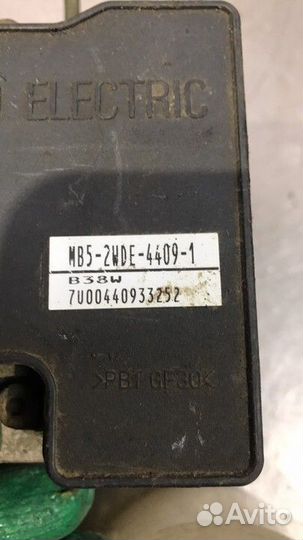 ELECTRIC
MB5-2WDE-4409-1
B38W
7U00440933252
>PBT GF30<
Avito